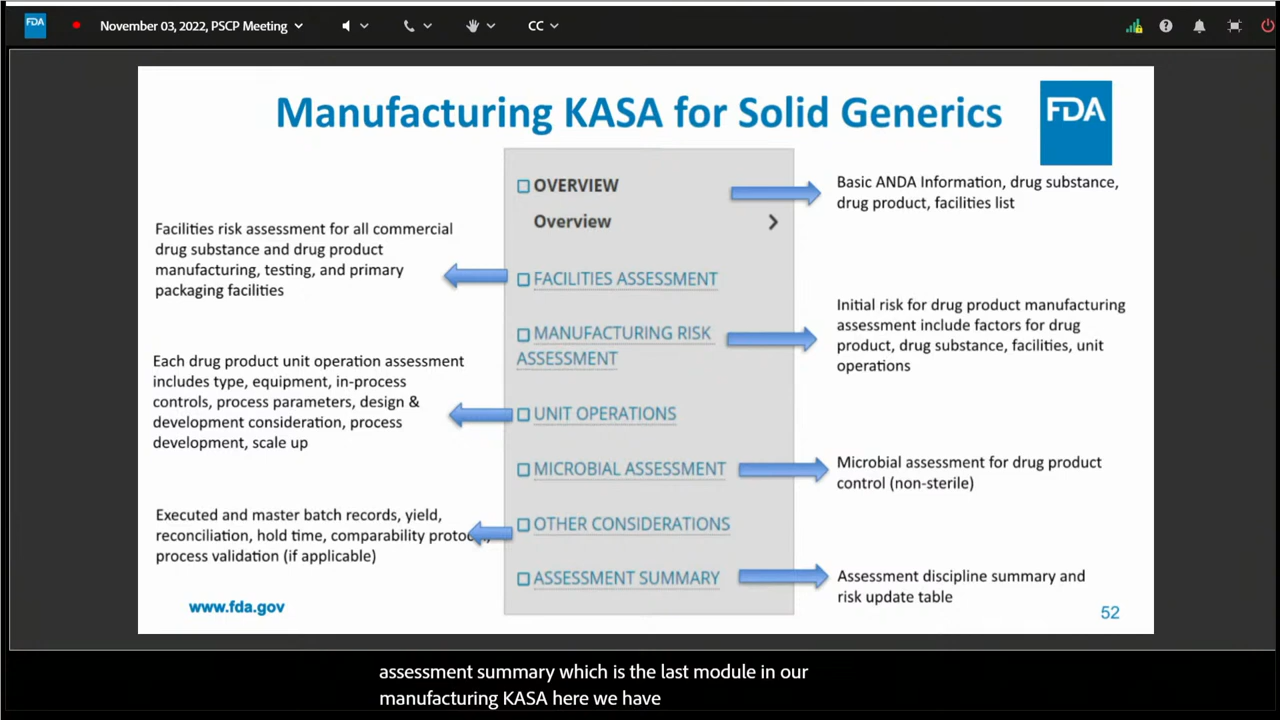 FDA
November 03, 2022, PSCP Meeting
CC
Manufacturing KASA for Solid Generics
FDA
OVERVIEW
Overview
Basic ANDA Information, drug substance,
drug product, facilities list
Facilities risk assessment for all commercial
drug substance and drug product
manufacturing, testing, and primary
packaging facilities
FACILITIES ASSESSMENT
MANUFACTURING RISK
ASSESSMENT
Initial risk for drug product manufacturing
assessment include factors for drug
product, drug substance, facilities, unit
operations
Each drug product unit operation assessment
includes type, equipment, in-process
controls, process parameters, design &
development consideration, process
development, scale up
UNIT OPERATIONS
MICROBIAL ASSESSMENT
Microbial assessment for drug product
control (non-sterile)
Executed and master batch records, yield,
reconciliation, hold time, comparability
process validation (if applicable)
OTHER CONSIDERATIONS
ASSESSMENT SUMMARY
Assessment discipline summary and
risk update table
www.fda.gov
52
assessment summary which is the last module in our
manufacturing KASA here we have